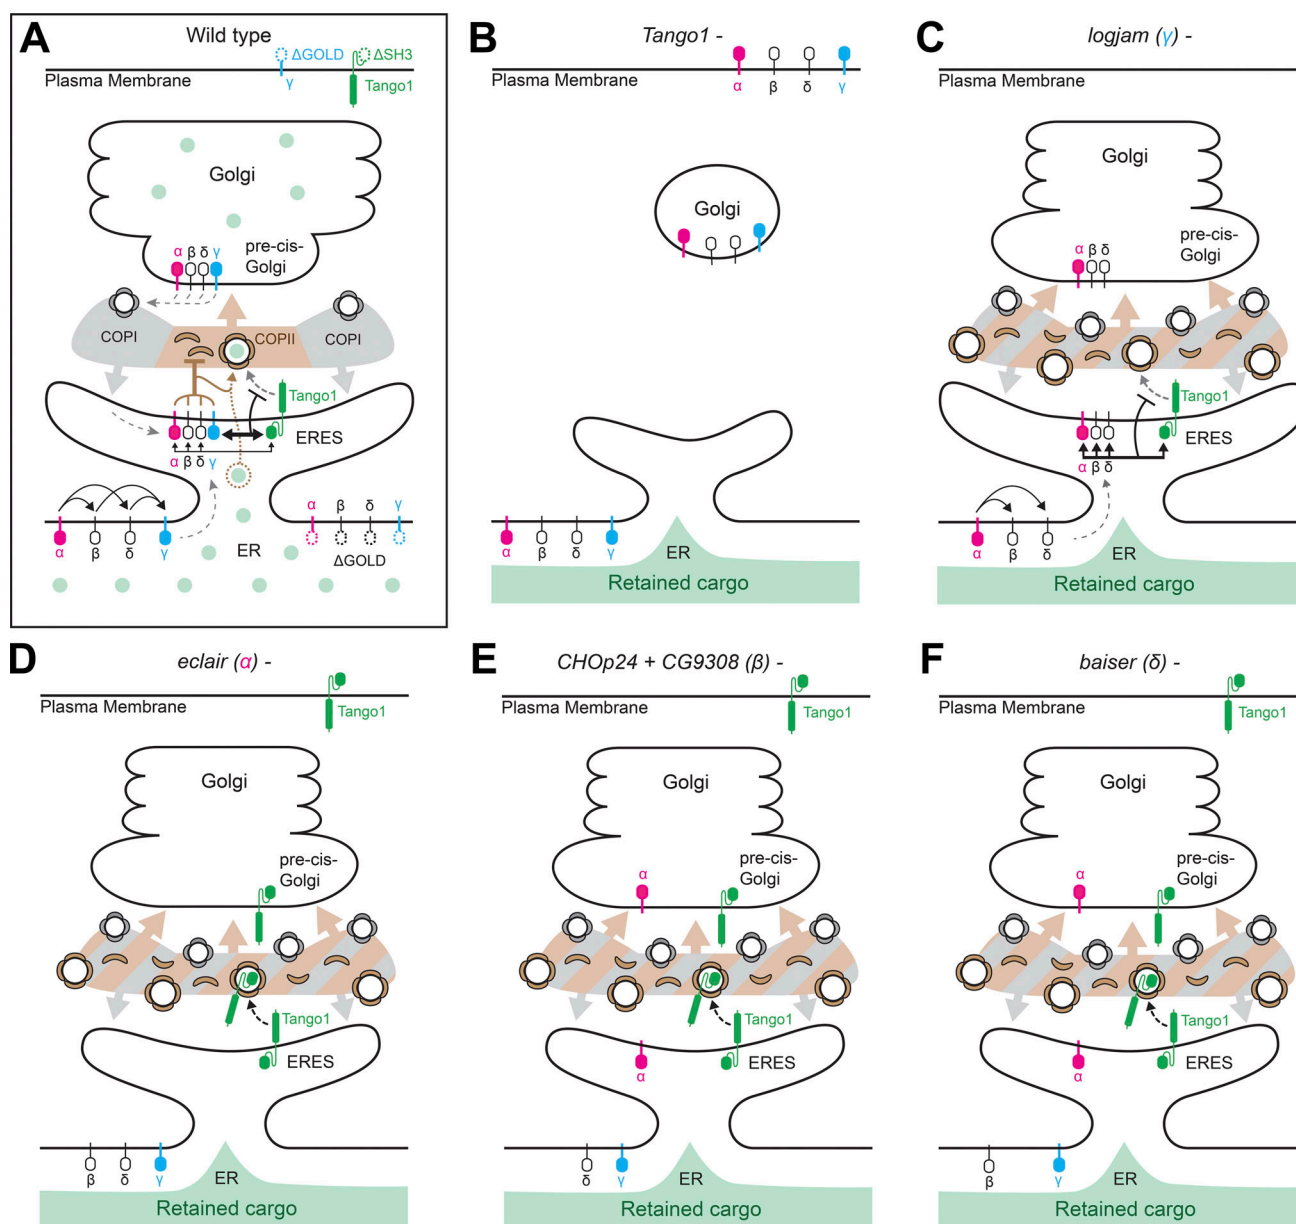 A
Wild type
ΔGOLD
ΔSH3
Plasma Membrane
γ
Tango1
Golgi
α β δ γ
pre-cis-
Golgi
COPI
COPII
COPI
Tango1
ERES
α β δ γ
α β δ γ
ER
α β δ γ
ΔGOLD
B
Tango1 -
Plasma Membrane
α β δ γ
Golgi
α β δ γ
ER
Retained cargo
C
logjam (γ) -
Plasma Membrane
Golgi
pre-cis-
Golgi
α β δ
Tango1
ERES
α β δ
α β δ
ER
Retained cargo
D
eclair (α) -
Plasma Membrane
Tango1
Golgi
pre-cis-
Golgi
Tango1
ERES
β δ γ
ER
Retained cargo
E
CHOp24 + CG9308 (β) -
Plasma Membrane
Tango1
Golgi
pre-cis-
Golgi
α
Tango1
ERES
α
δ γ
ER
Retained cargo
F
baiser (δ) -
Plasma Membrane
Tango1
Golgi
pre-cis-
Golgi
α
Tango1
ERES
α
β γ
ER
Retained cargo